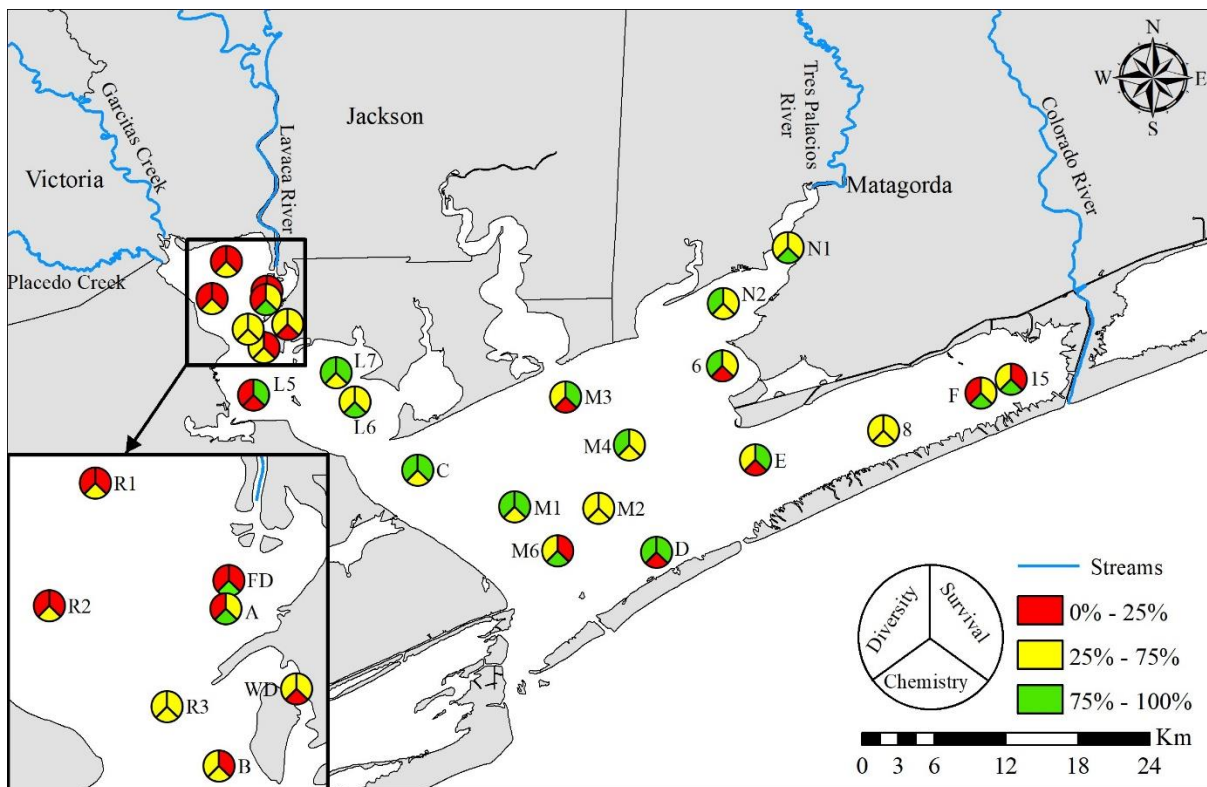 N
W E
S
Garcitas Creek
Lavaca River
Jackson
Victoria
Tres Palacios
River
Matagorda
Colorado River
Placedo Creek
N1
N2
6
L7
L5
L6
M3
F
15
8
M4
C
E
M1
M2
M6
D
R1
FD
R2
A
WD
R3
B
Diversity
Survival
Chemistry
Streams
0% - 25%
25% - 75%
75% - 100%
Km
0 3 6 12 18 24